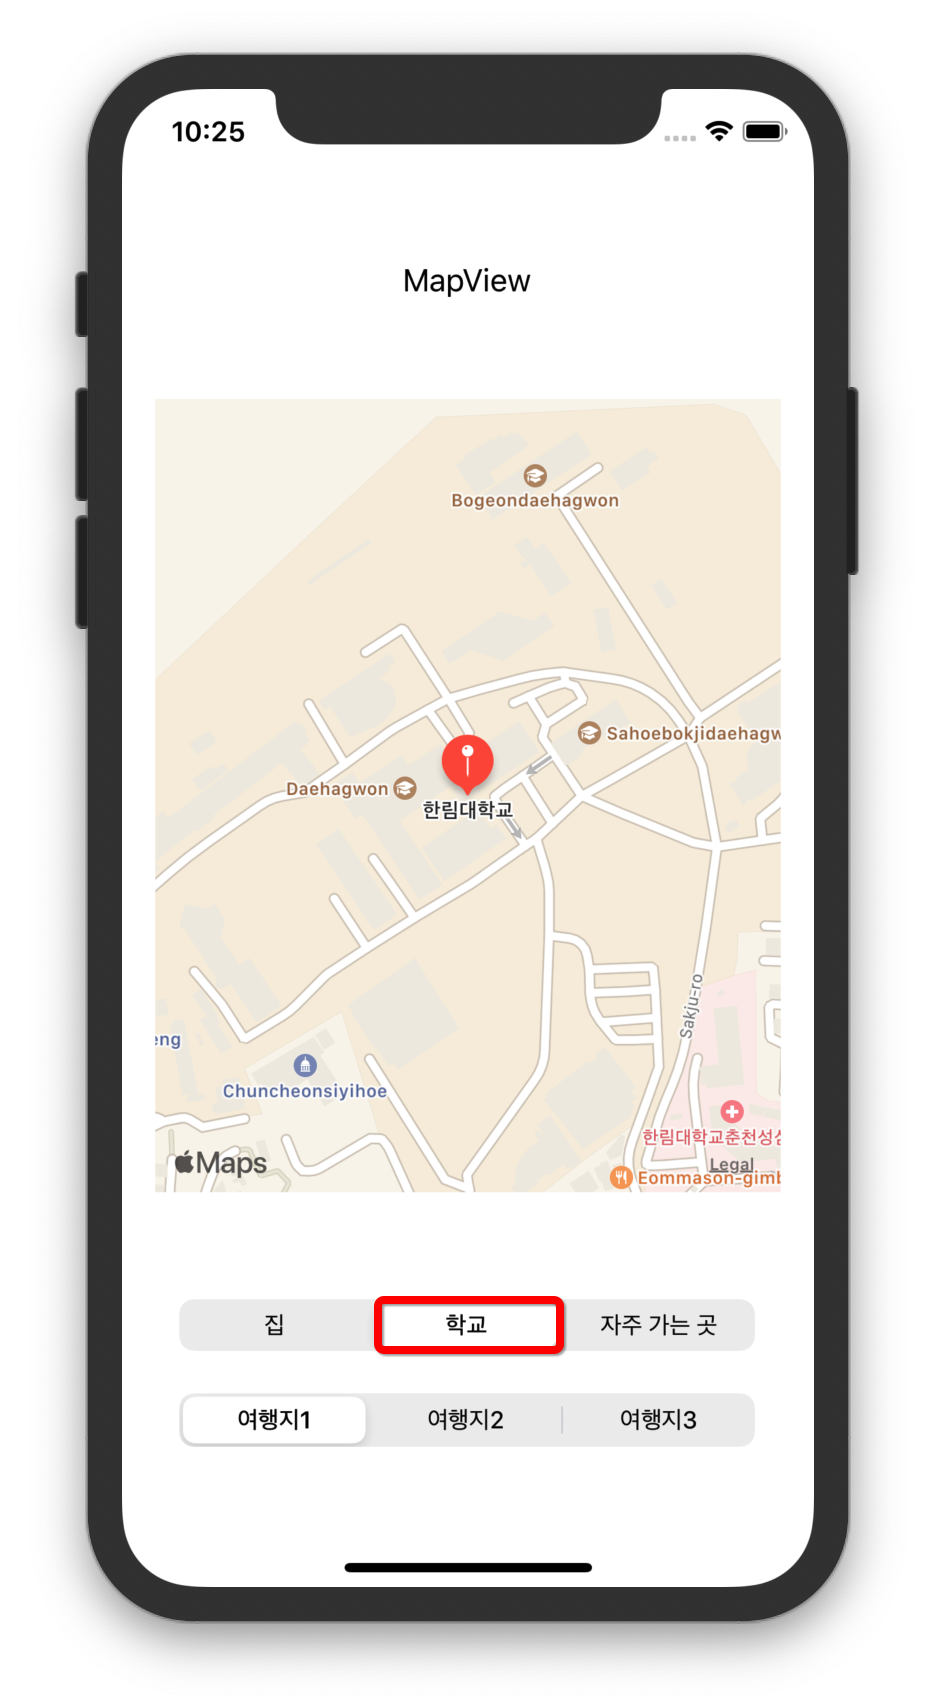 10:25
MapView
Bogeondaehagwon
Sahoebokjidaehagw
Daehagwon
한림대학교
Sakju-ro
eng
Chuncheonsiyihoe
한림대학교춘천성심
Maps
Legal
Eommason-gimb
집
학교
자주 가는 곳
여행지1
여행지2
여행지3